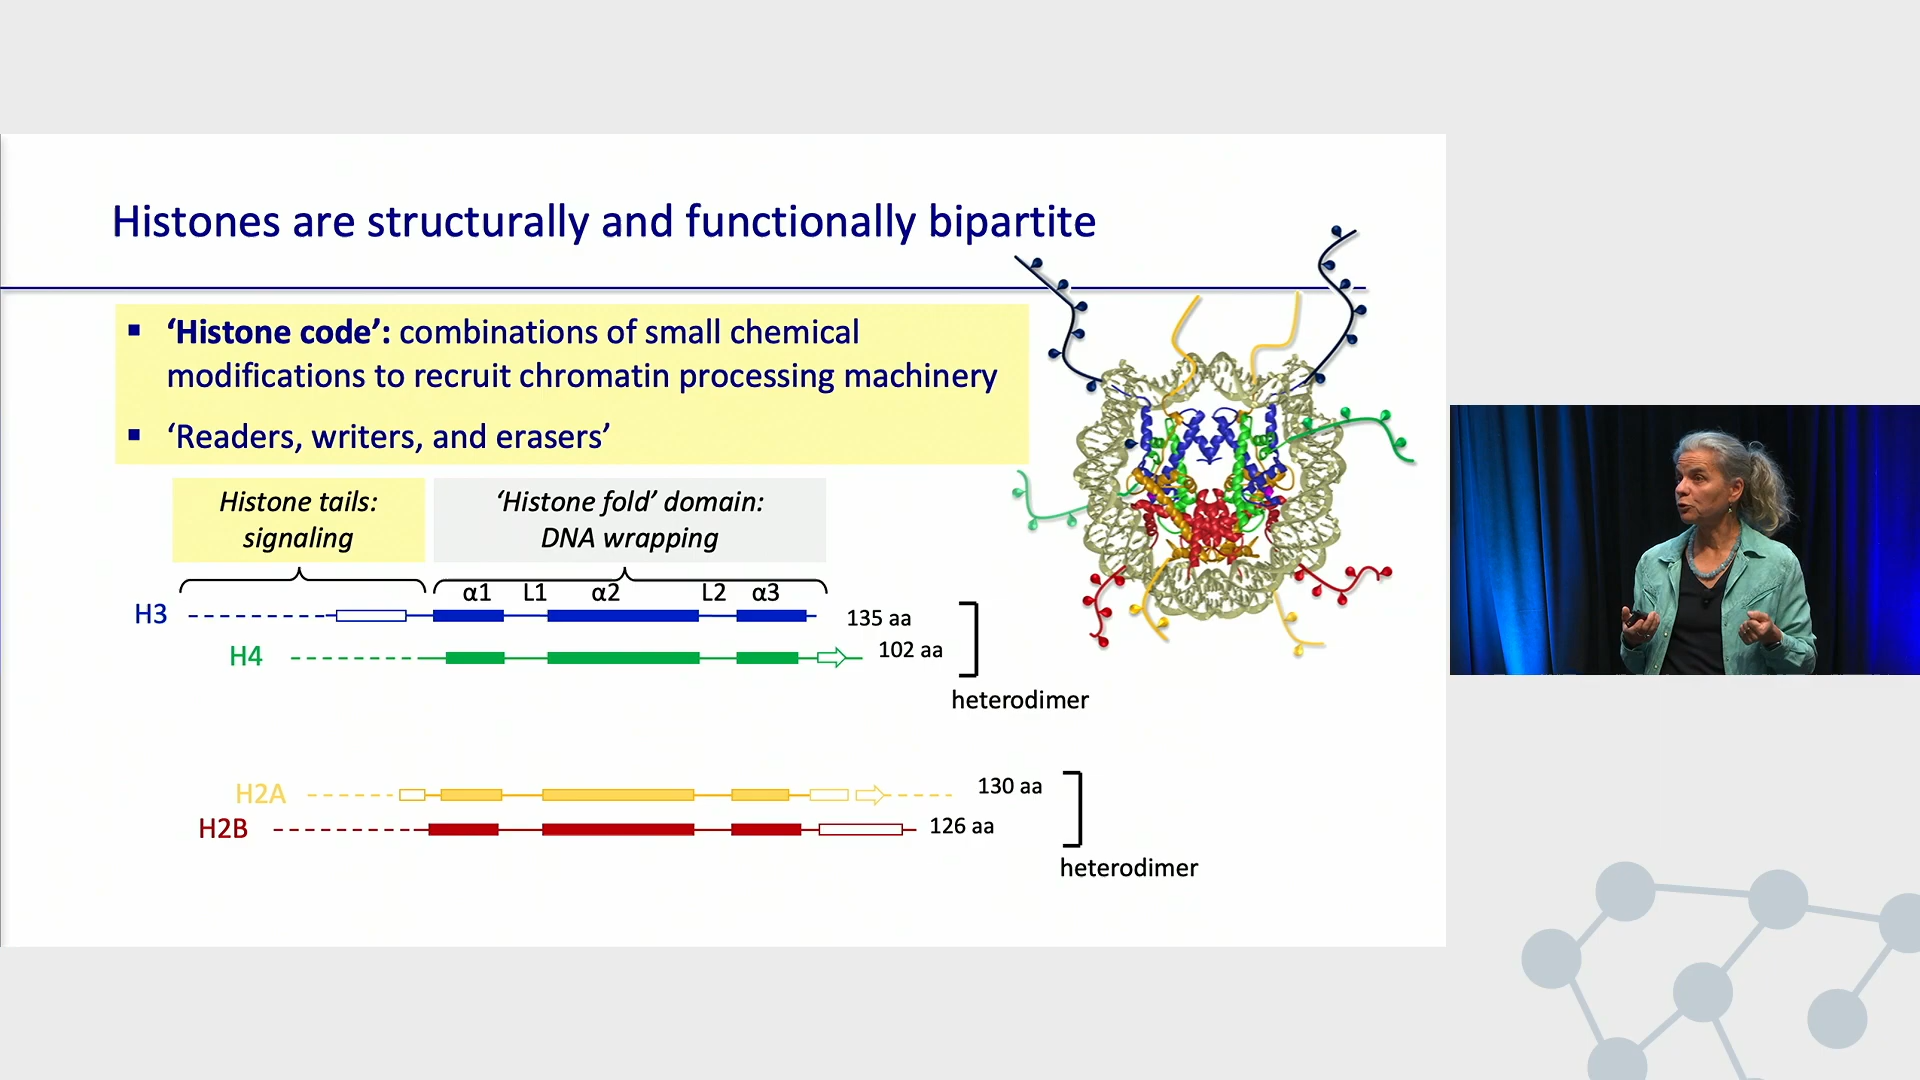 Histones are structurally and functionally bipartite
▪ ‘Histone code’: combinations of small chemical
modifications to recruit chromatin processing machinery
▪ ‘Readers, writers, and erasers’
Histone tails:
signaling
‘Histone fold’ domain:
DNA wrapping
α1 L1 α2 L2 α3
H3 135 aa
H4 102 aa
heterodimer
H2A 130 aa
H2B 126 aa
heterodimer